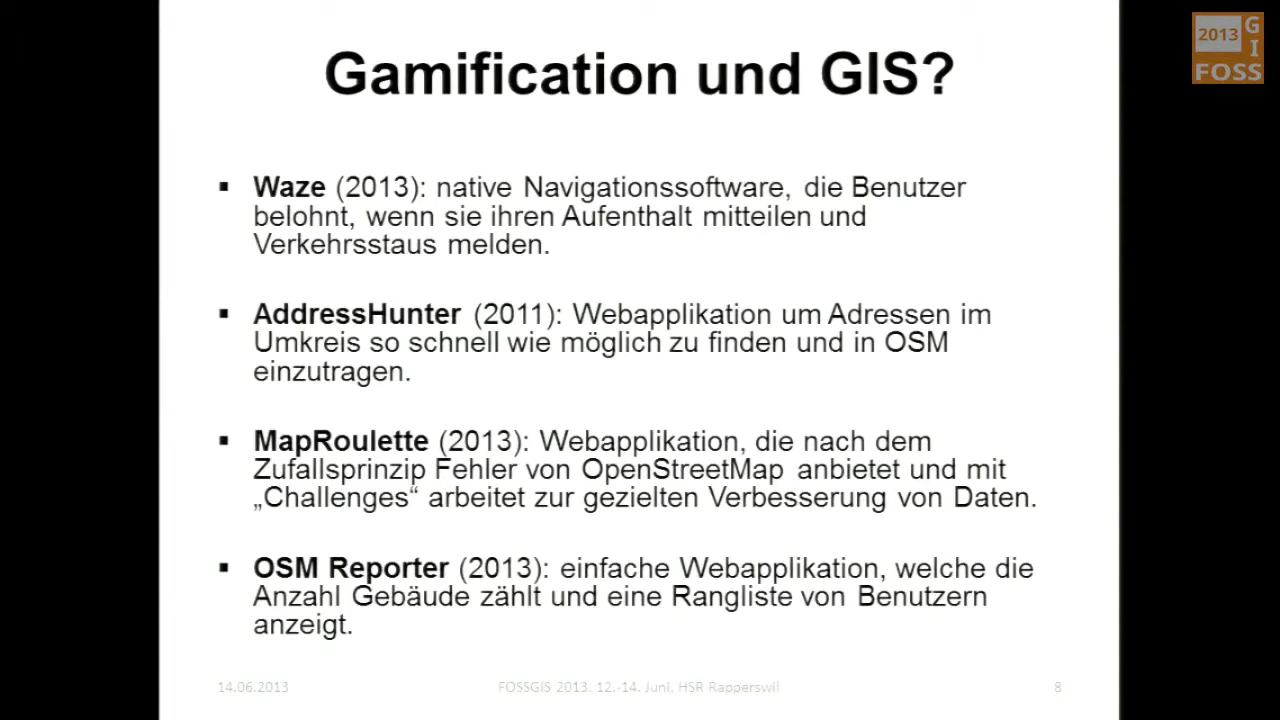 Gamification und GIS?
2013 GI
FOSS
▪ Waze (2013): native Navigationssoftware, die Benutzer
belohnt, wenn sie ihren Aufenthalt mitteilen und
Verkehrsstaus melden.
▪ AddressHunter (2011): Webapplikation um Adressen im
Umkreis so schnell wie möglich zu finden und in OSM
einzutragen.
▪ MapRoulette (2013): Webapplikation, die nach dem
Zufallsprinzip Fehler von OpenStreetMap anbietet und mit
„Challenges“ arbeitet zur gezielten Verbesserung von Daten.
▪ OSM Reporter (2013): einfache Webapplikation, welche die
Anzahl Gebäude zählt und eine Rangliste von Benutzern
anzeigt.
14.06.2013 FOSSGIS 2013. 12.-14. Juni, HSR Rapperswil 8